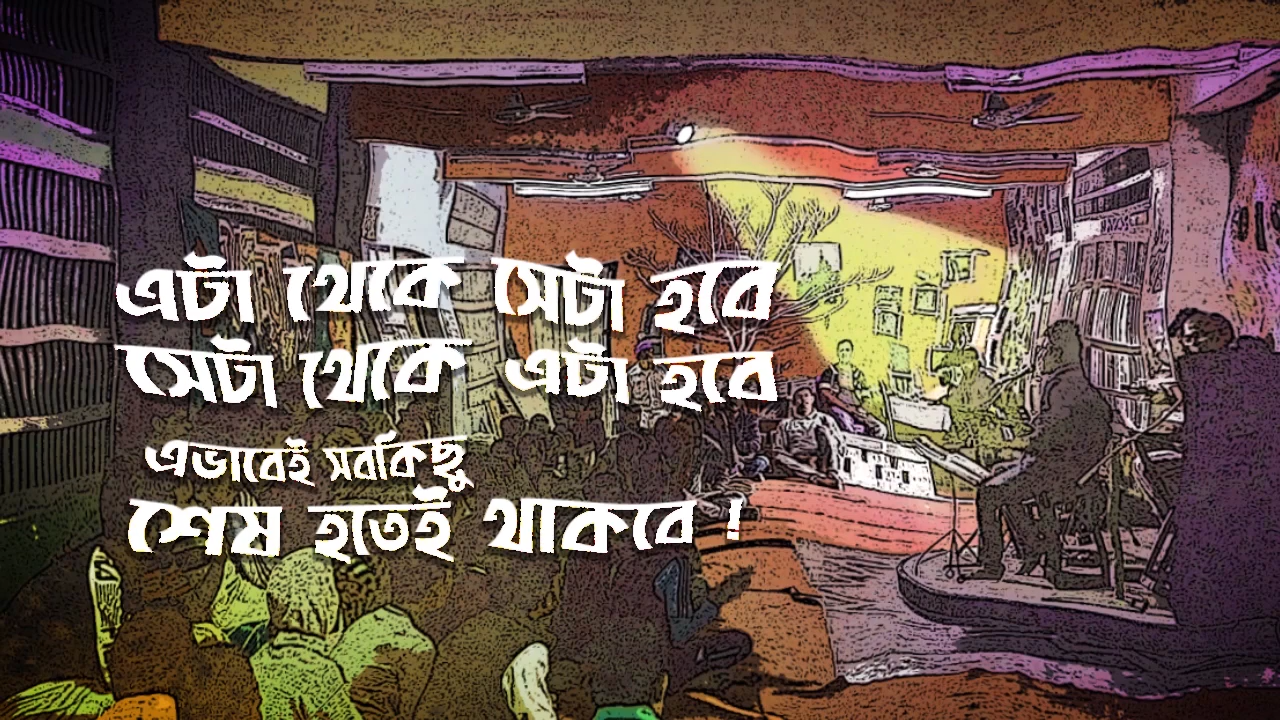 এটা থেকে সেটা হবে
সেটা থেকে এটা হবে
এভাবেই সবকিছু
শেষ হতেই থাকবে !